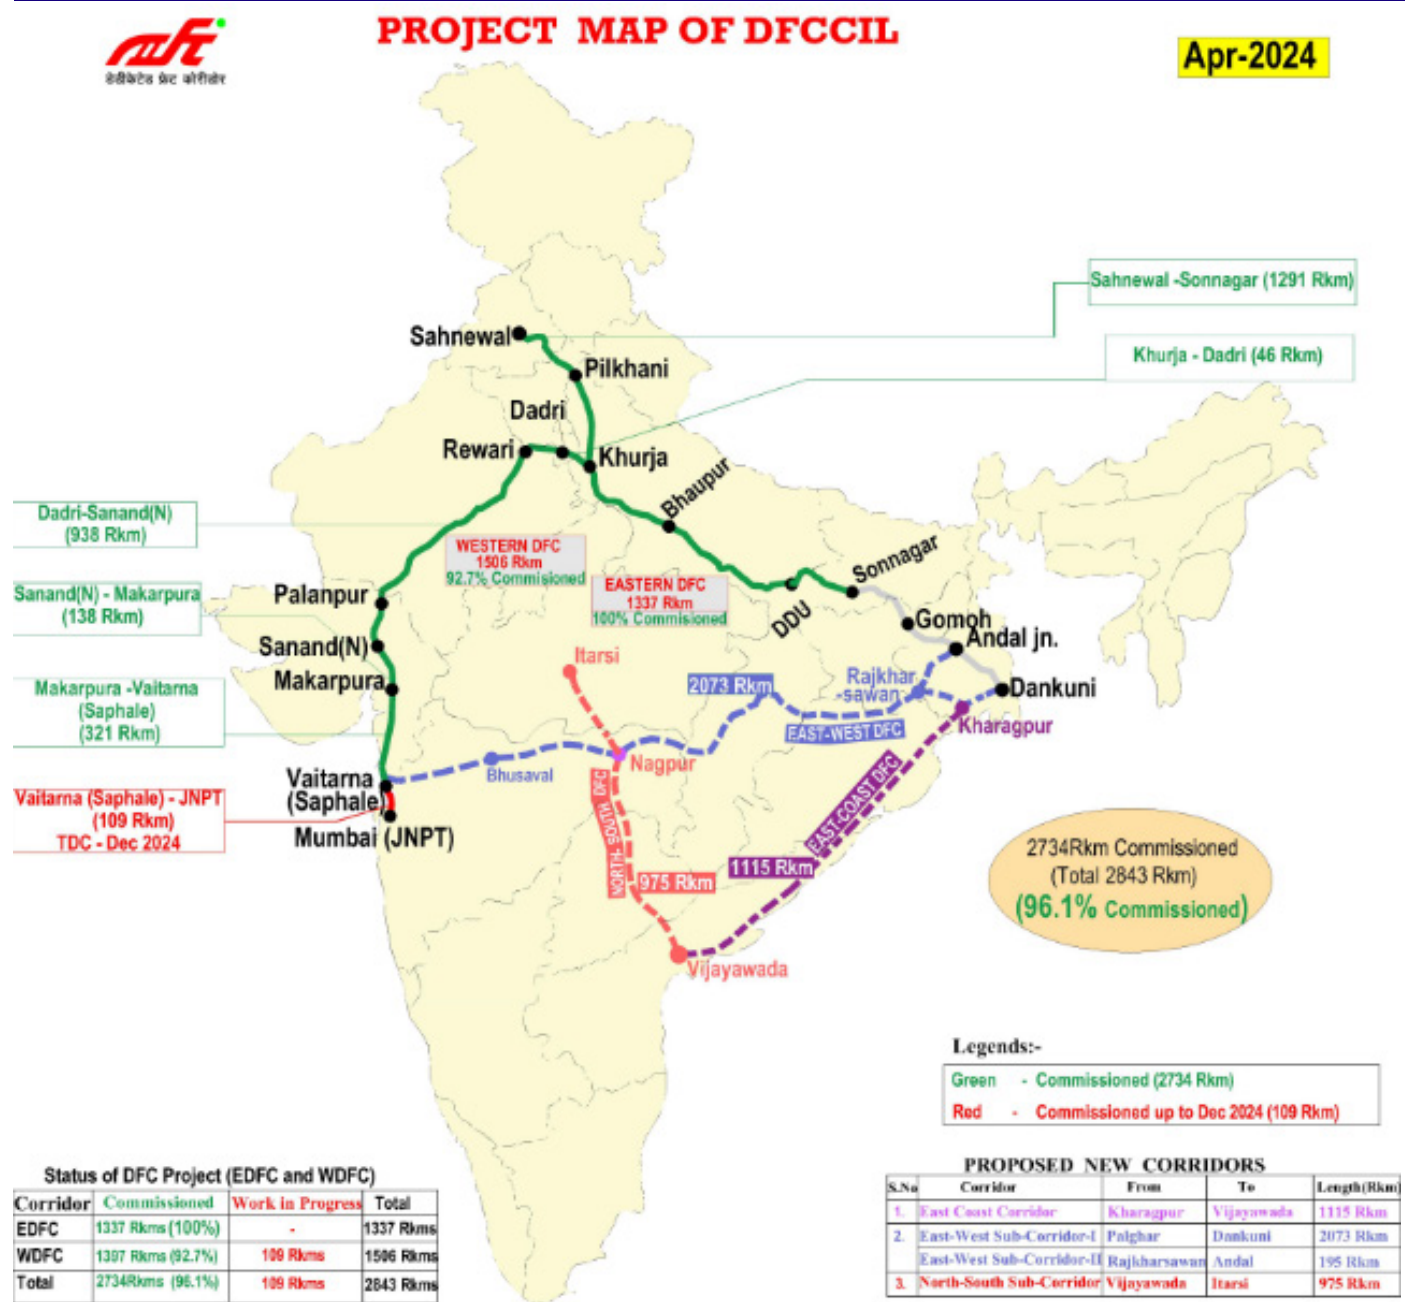 PROJECT MAP OF DFCCIL
डेडीकेटेड फ्रेट कोरीडोर
Apr-2024
Sahnewal -Sonnagar (1291 Rkm)
Khurja - Dadri (46 Rkm)
Sahnewal
Pilkhani
Dadri
Rewari
Khurja
Bhaupur
Dadri-Sanand(N)
(938 Rkm)
WESTERN DFC
1506 Rkm
92.7% Commisioned
EASTERN DFC
1337 Rkm
100% Commisioned
Sonnagar
DDU
Sanand(N) - Makarpura
(138 Rkm)
Palanpur
Gomoh
Andal jn.
Sanand(N)
Itarsi
Makarpura
Rajkhar
-sawan
Dankuni
2073 Rkm
EAST-WEST DFC
Kharagpur
Makarpura -Vaitarna
(Saphale)
(321 Rkm)
Bhusaval
Nagpur
Vaitarna
(Saphale)
Mumbai (JNPT)
Vaitarna (Saphale) - JNPT
(109 Rkm)
TDC - Dec 2024
NORTH- SOUTH DFC
975 Rkm
EAST-COAST DFC
1115 Rkm
Vijayawada
2734Rkm Commissioned
(Total 2843 Rkm)
(96.1% Commissioned)
Legends:-
Green - Commissioned (2734 Rkm)
Red - Commissioned up to Dec 2024 (109 Rkm)
Status of DFC Project (EDFC and WDFC)
Corridor Commissioned Work in Progress Total
EDFC 1337 Rkms (100%) - 1337 Rkms
WDFC 1397 Rkms (92.7%) 109 Rkms 1506 Rkms
Total 2734Rkms (96.1%) 109 Rkms 2843 Rkms
PROPOSED NEW CORRIDORS
S.No Corridor From To Length(Rkm)
1. East Coast Corridor Kharagpur Vijayawada 1115 Rkm
2. East-West Sub-Corridor-I Palghar Dankuni 2073 Rkm
East-West Sub-Corridor-II Rajkharsawan Andal 195 Rkm
3. North-South Sub-Corridor Vijayawada Itarsi 975 Rkm